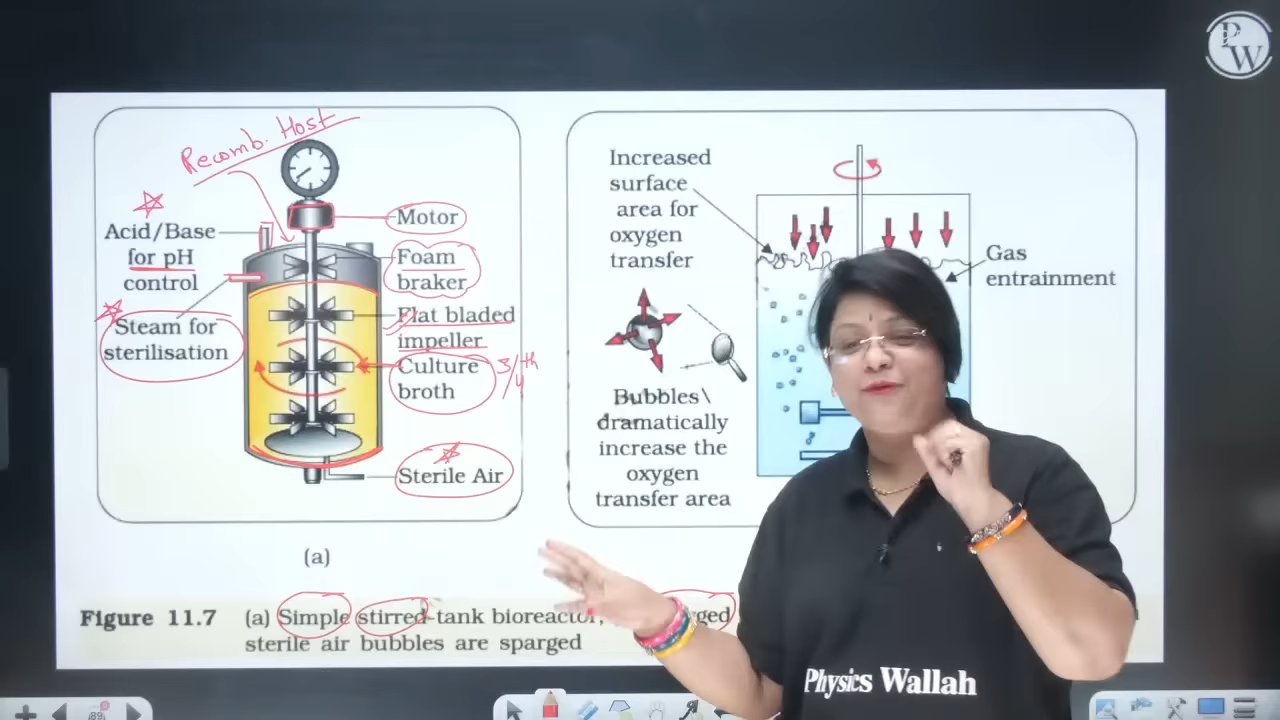 PW
Recomb. Host
Acid/Base
for pH
control
Steam for
sterilisation
Motor
Foam
braker
Flat bladed
impeller
Culture
broth
3/4th
Sterile Air
(a)
Increased
surface
area for
oxygen
transfer
Gas
entrainment
Bubbles
dramatically
increase the
oxygen
transfer area
Figure 11.7
(a) Simple stirred-tank bioreactor;
sterile air bubbles are sparged
Physics Wallah